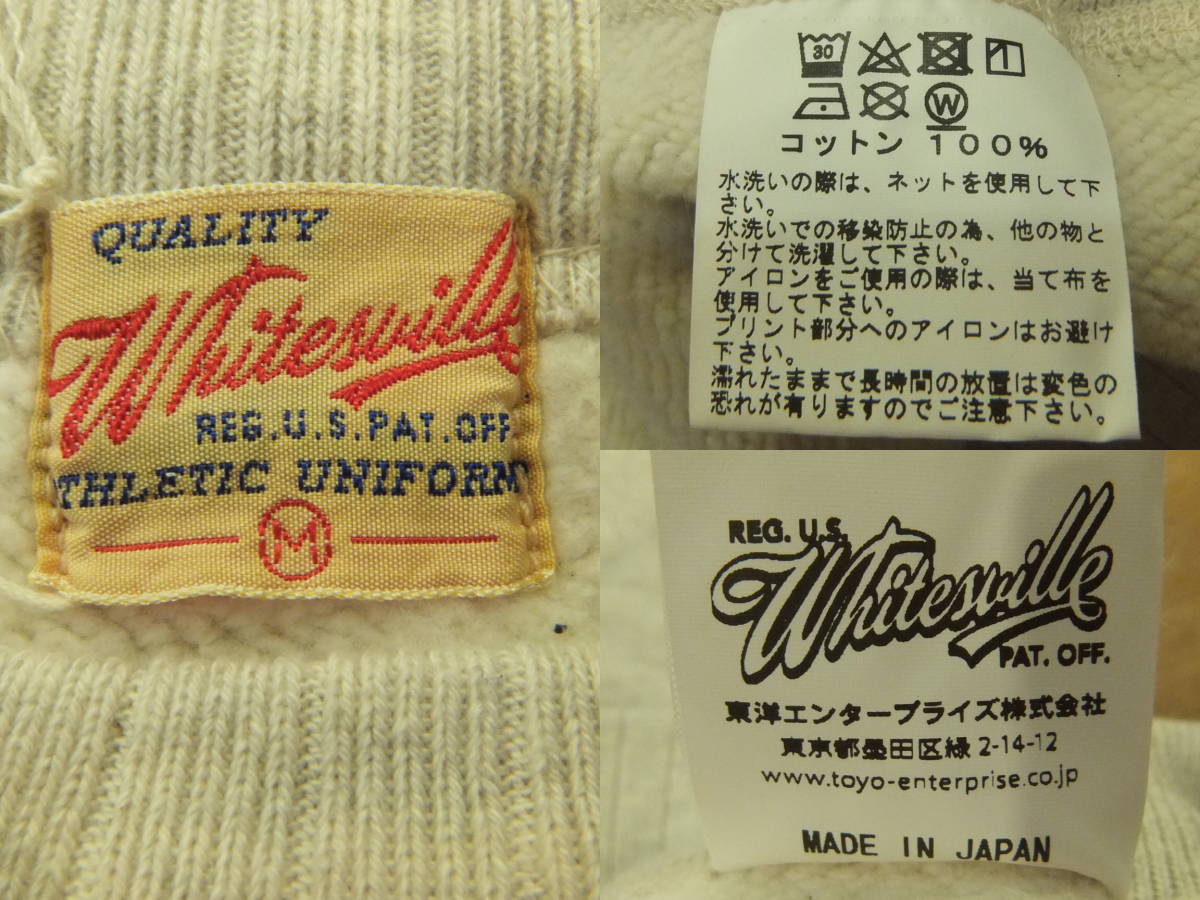 QUALITY
Whitesville
REG.U.S.PAT.OFF
THLETIC UNIFORM
M
30
W
コットン 100%
水洗いの際は、ネットを使用して下
さい。
水洗いでの移染防止の為、他の物と
分けて洗濯して下さい。
アイロンをご使用の際は、当て布を
使用して下さい。
プリント部分へのアイロンはお避け
下さい。
濡れたままで長時間の放置は変色の
恐れが有りますのでご注意下さい。
REG. U.S.
Whitesville
PAT. OFF.
東洋エンタープライズ株式会社
東京都墨田区緑 2-14-12
www.toyo-enterprise.co.jp
MADE IN JAPAN